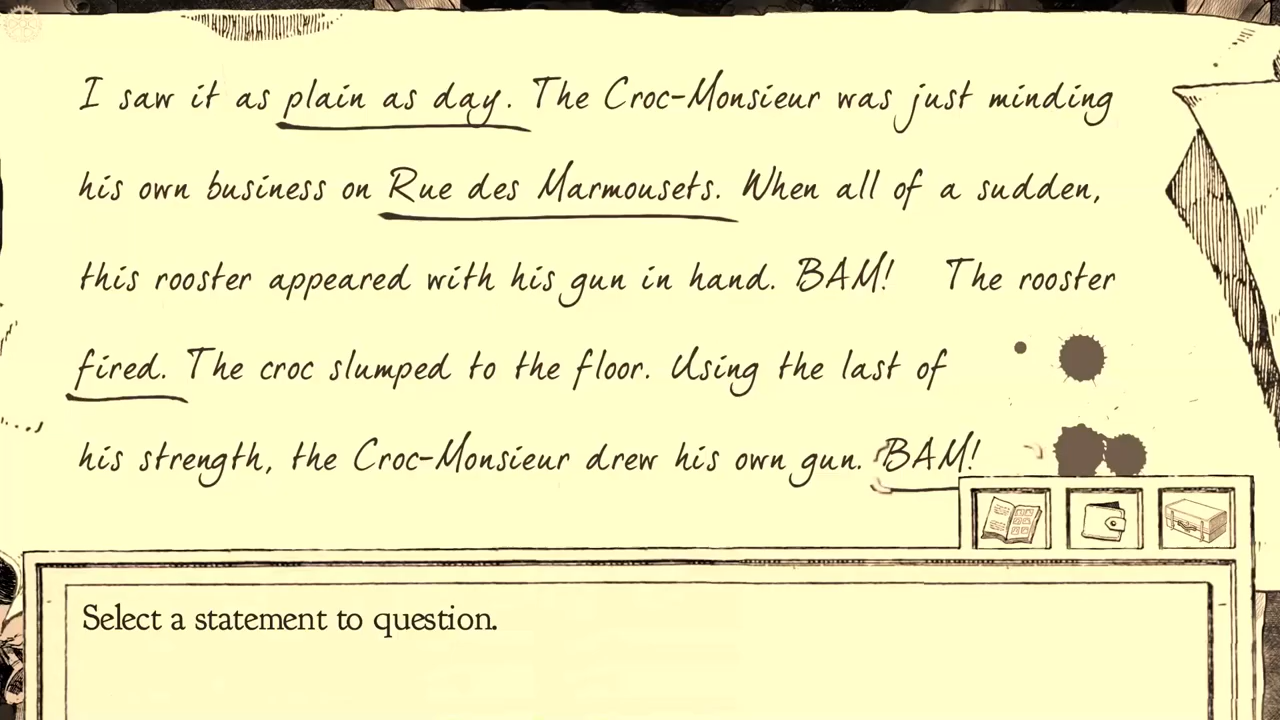 I saw it as plain as day. The Croc-Monsieur was just minding
his own business on Rue des Marmousets. When all of a sudden,
this rooster appeared with his gun in hand. BAM! The rooster
fired. The croc slumped to the floor. Using the last of
his strength, the Croc-Monsieur drew his own gun. BAM!
Select a statement to question.